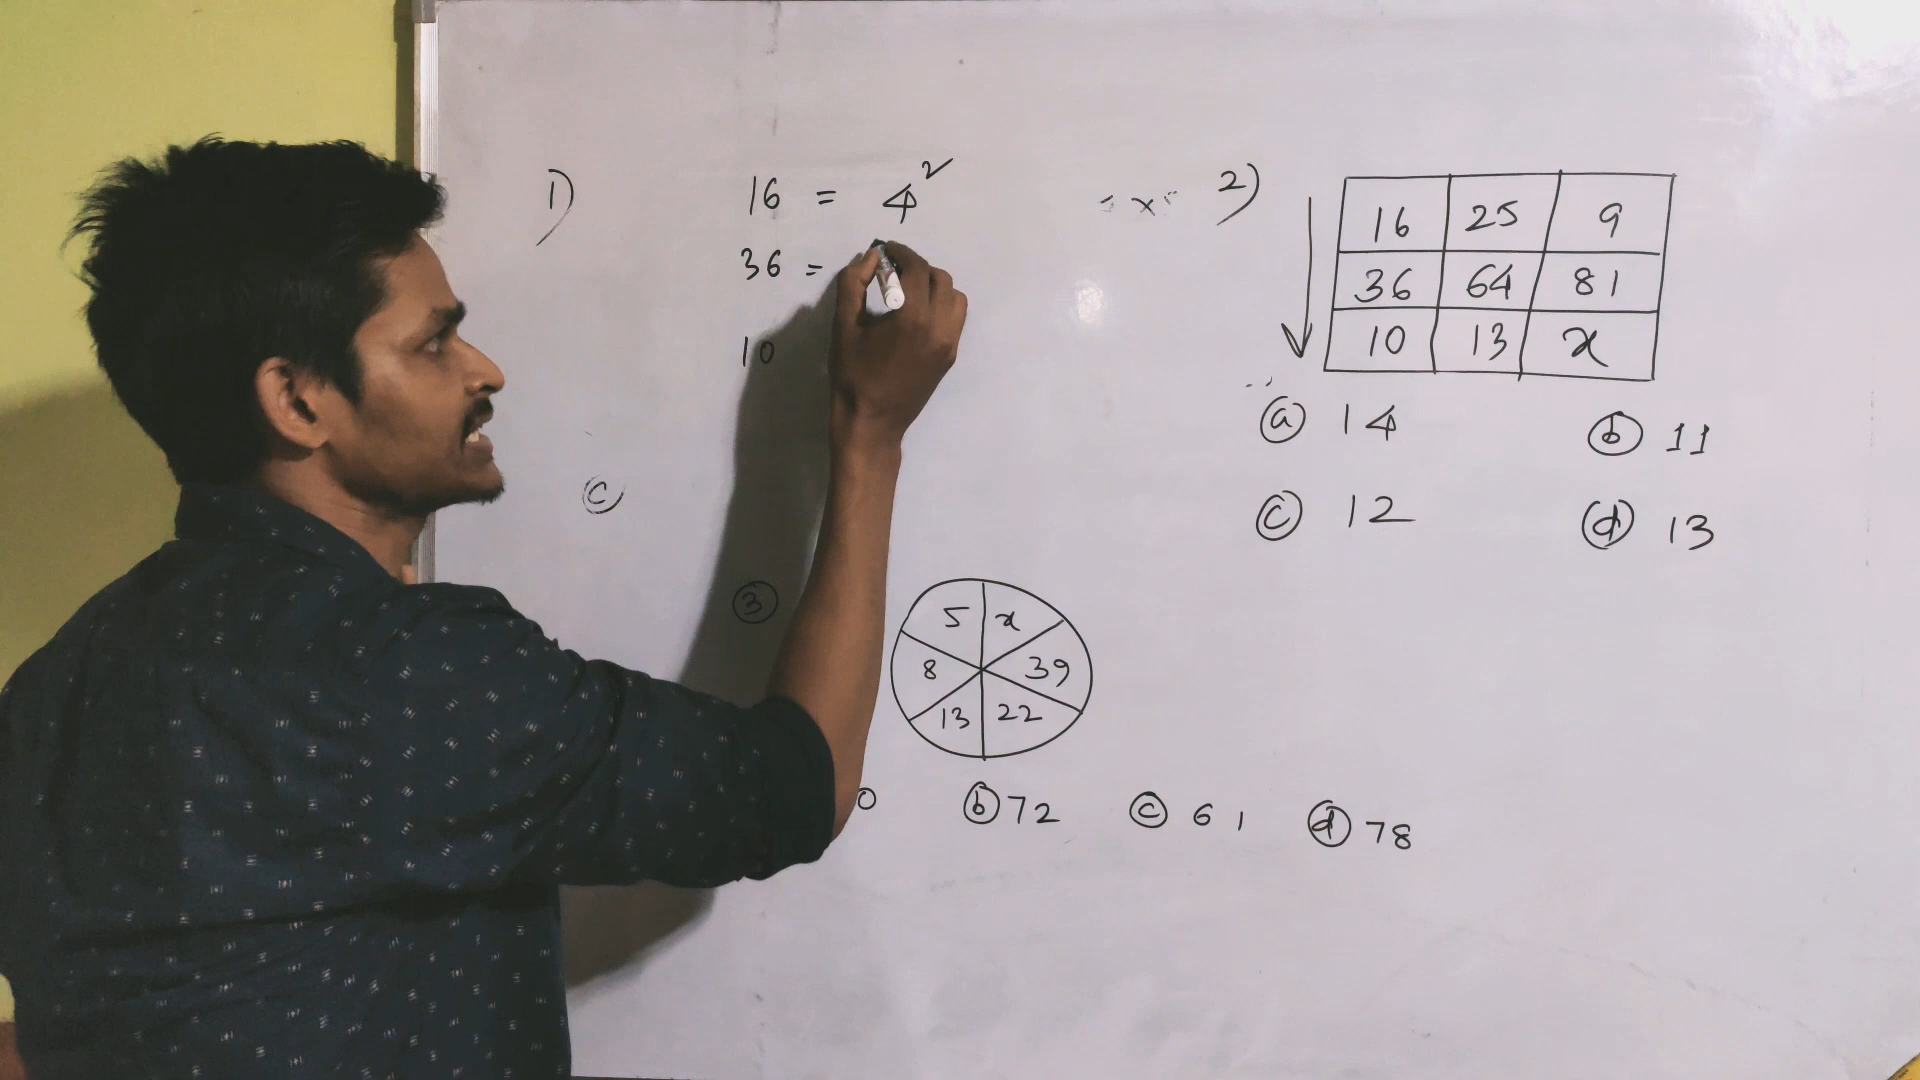 1)
16 = 4²
36 =
10
C
2)
16 25 9
36 64 81
10 13 x
(a) 14 (b) 11
(c) 12 (d) 13
(3)
5 x
8 39
13 22
0 (b) 72 (c) 61 (d) 78